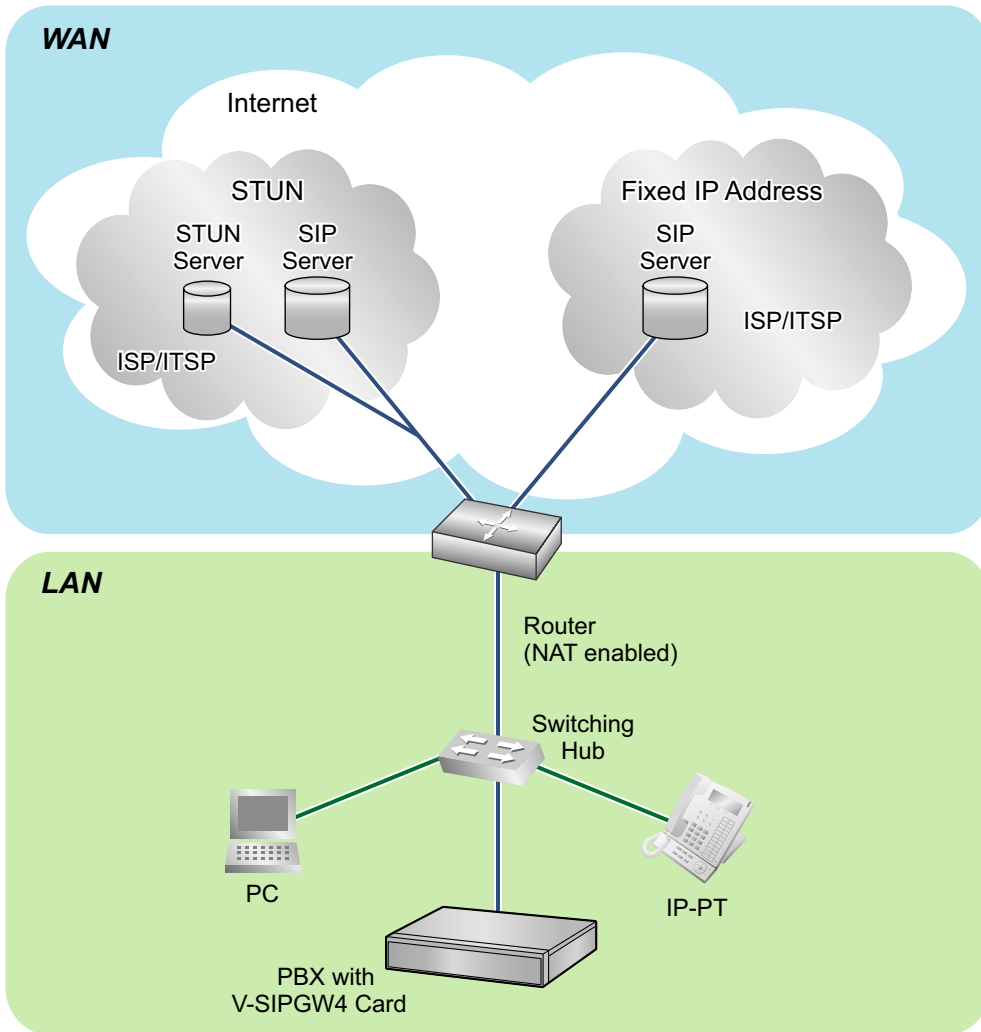 WAN
Internet
STUN
STUN
Server
SIP
Server
ISP/ITSP
Fixed IP Address
SIP
Server
ISP/ITSP
LAN
Router
(NAT enabled)
Switching
Hub
PC
IP-PT
PBX with
V-SIPGW4 Card